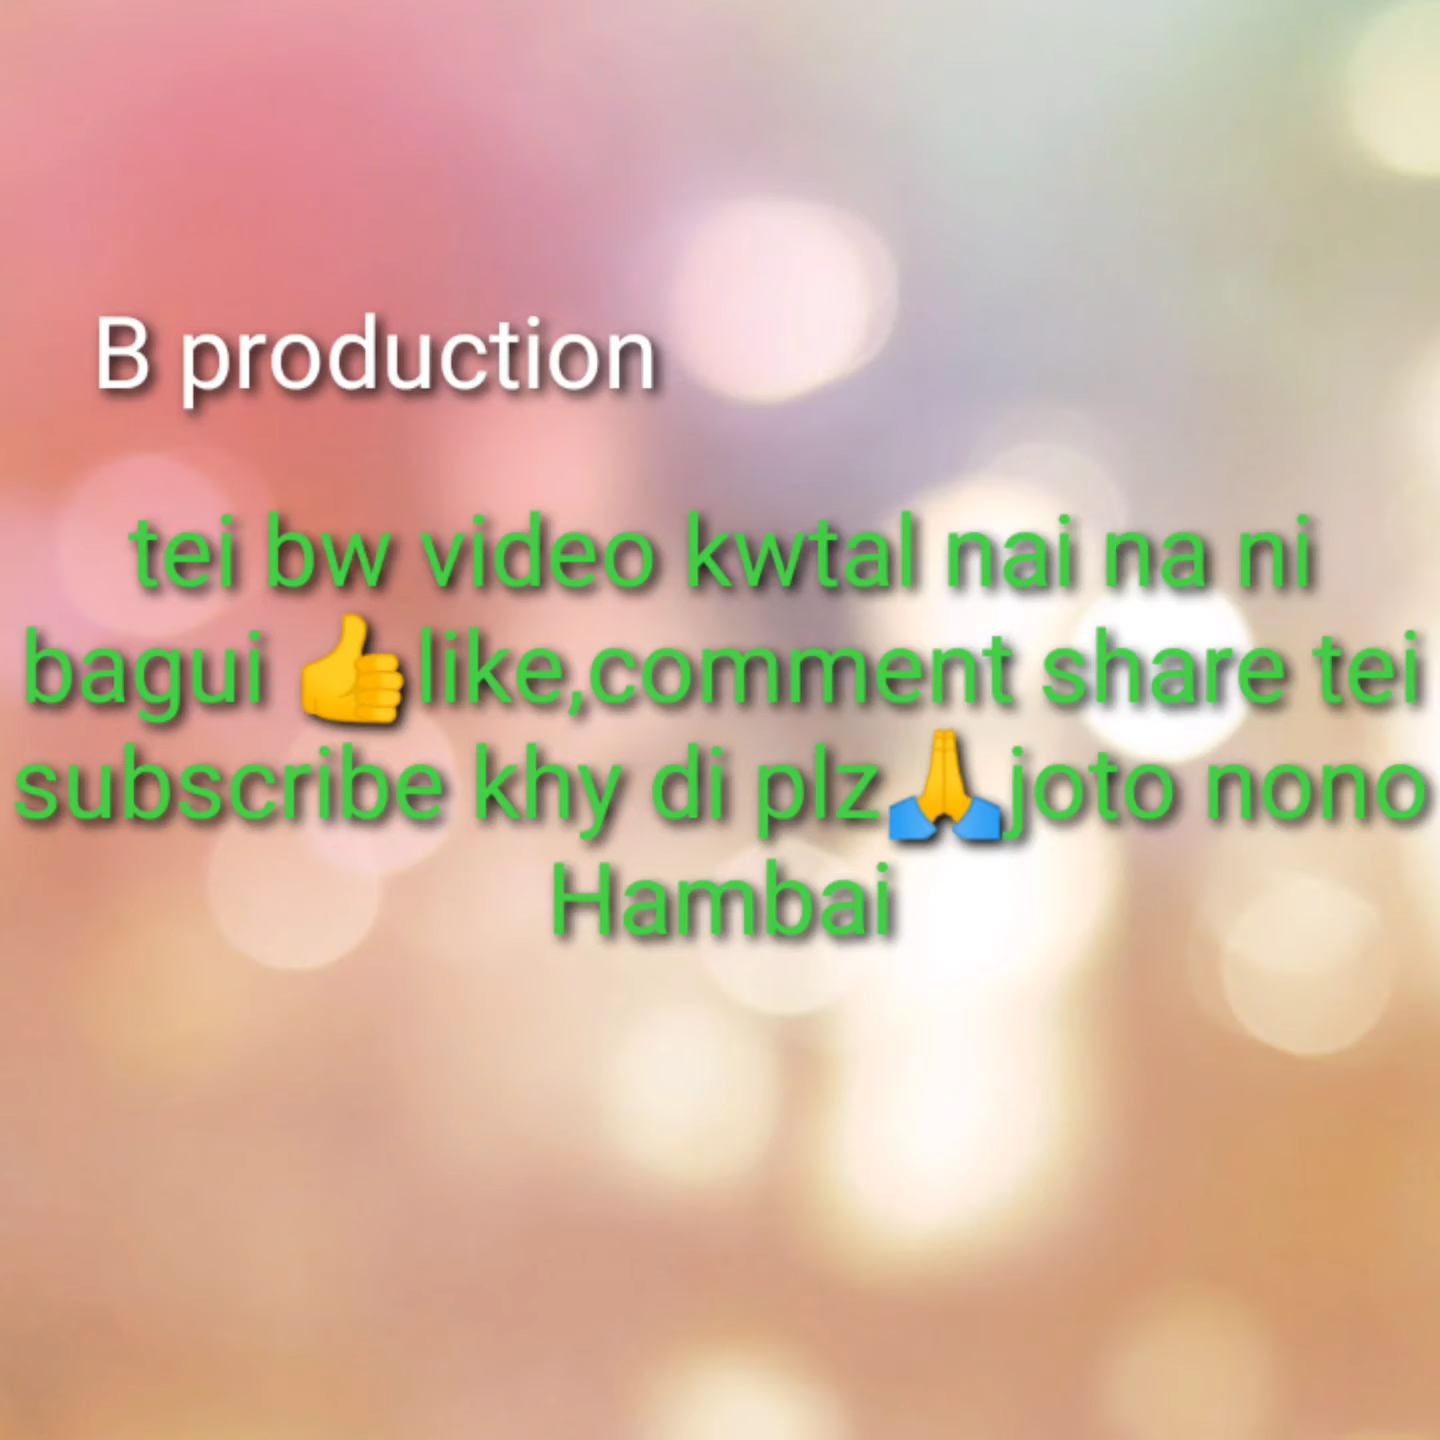 B production
tei bw video kwtal nai na ni
bagui 👍like,comment share tei
subscribe khy di plz🙏joto nono
Hambai